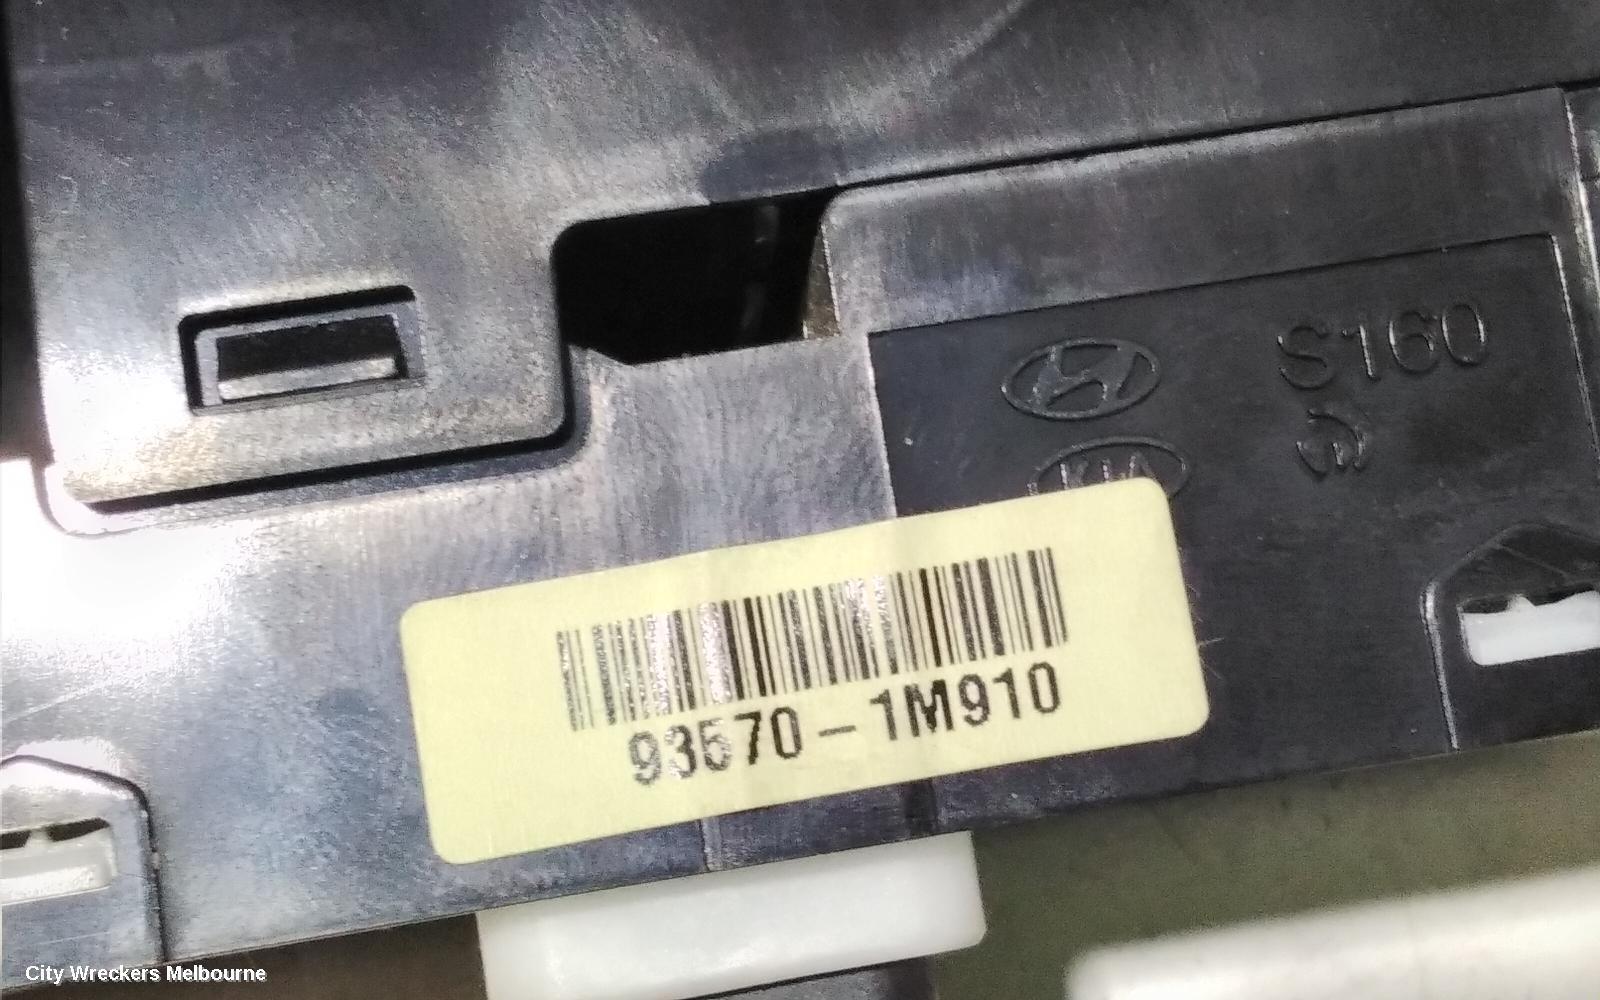 S160
KIA
93570-1M910
City Wreckers Melbourne